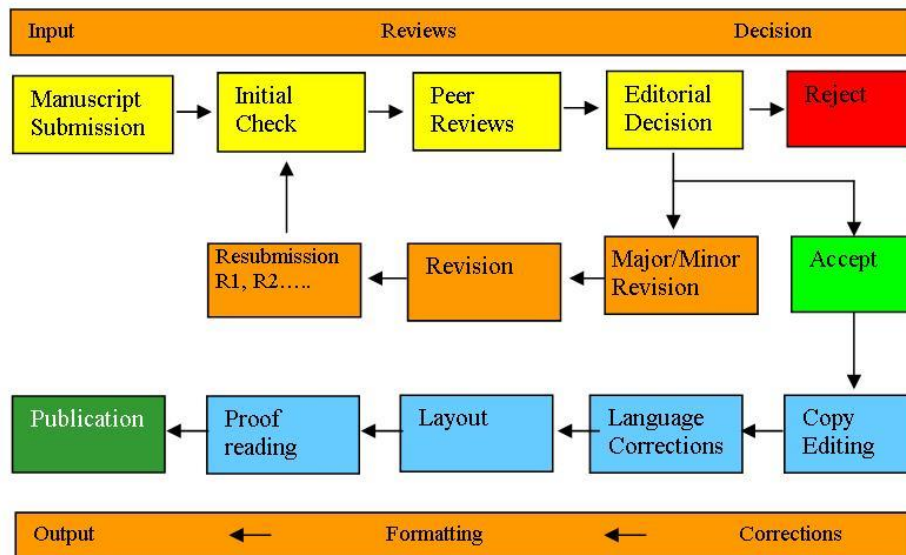 Input Reviews Decision
Manuscript
Submission
Initial
Check
Peer
Reviews
Editorial
Decision
Reject
Resubmission
R1, R2…..
Revision
Major/Minor
Revision
Accept
Publication
Proof
reading
Layout
Language
Corrections
Copy
Editing
Output Formatting Corrections